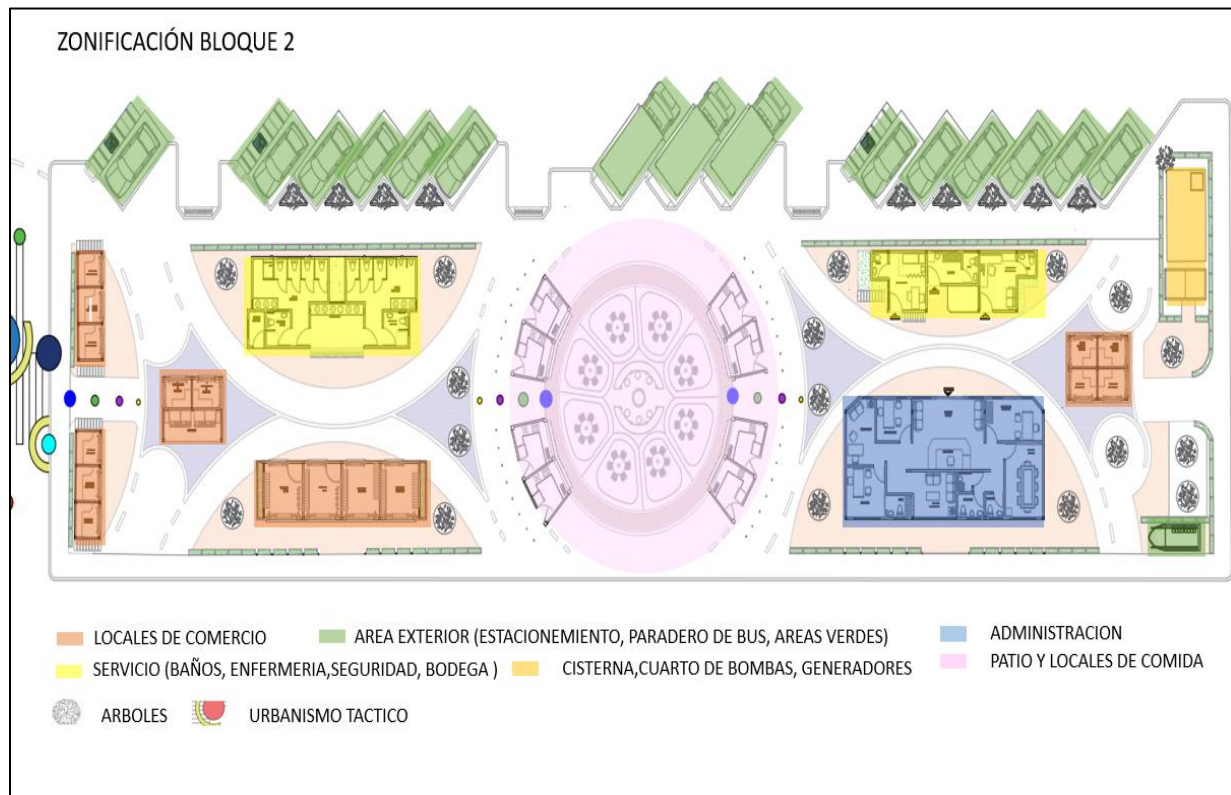 ZONIFICACIÓN BLOQUE 2
LOCALES DE COMERCIO
AREA EXTERIOR (ESTACIONEMIENTO, PARADERO DE BUS, AREAS VERDES)
ADMINISTRACION
SERVICIO (BAÑOS, ENFERMERIA,SEGURIDAD, BODEGA )
CISTERNA,CUARTO DE BOMBAS, GENERADORES
PATIO Y LOCALES DE COMIDA
ARBOLES
URBANISMO TACTICO